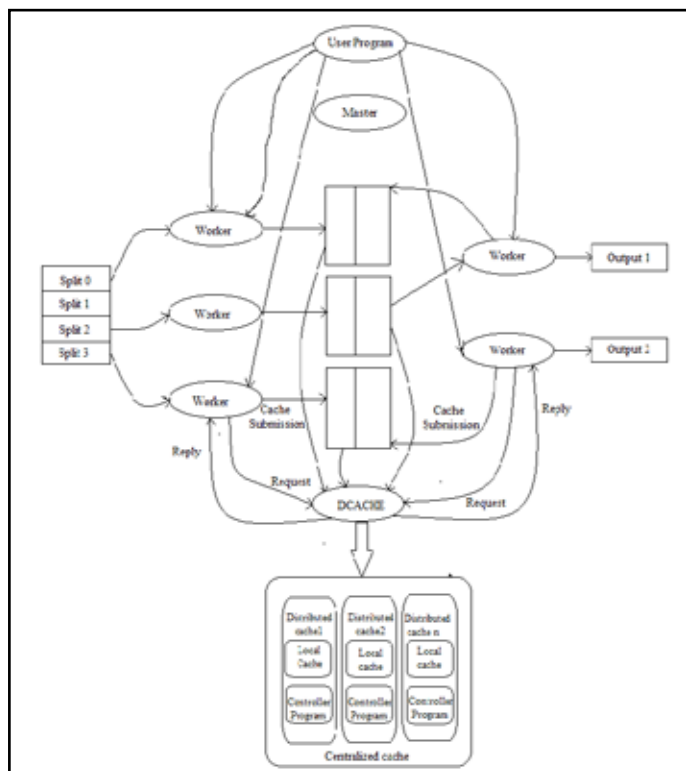 User Program
Master
Worker
Worker
Worker
Worker
Worker
Split 0
Split 1
Split 2
Split 3
Output 1
Output 2
Cache
Submission
Cache
Submission
Reply
Reply
Request
Request
DCACHE
Distributed
cache1
Local
Cache
Controller
Program
Distributed
cache2
Local
cache
Controller
Program
Distributed
cache n
Local
cache
Controller
Program
Centralized cache